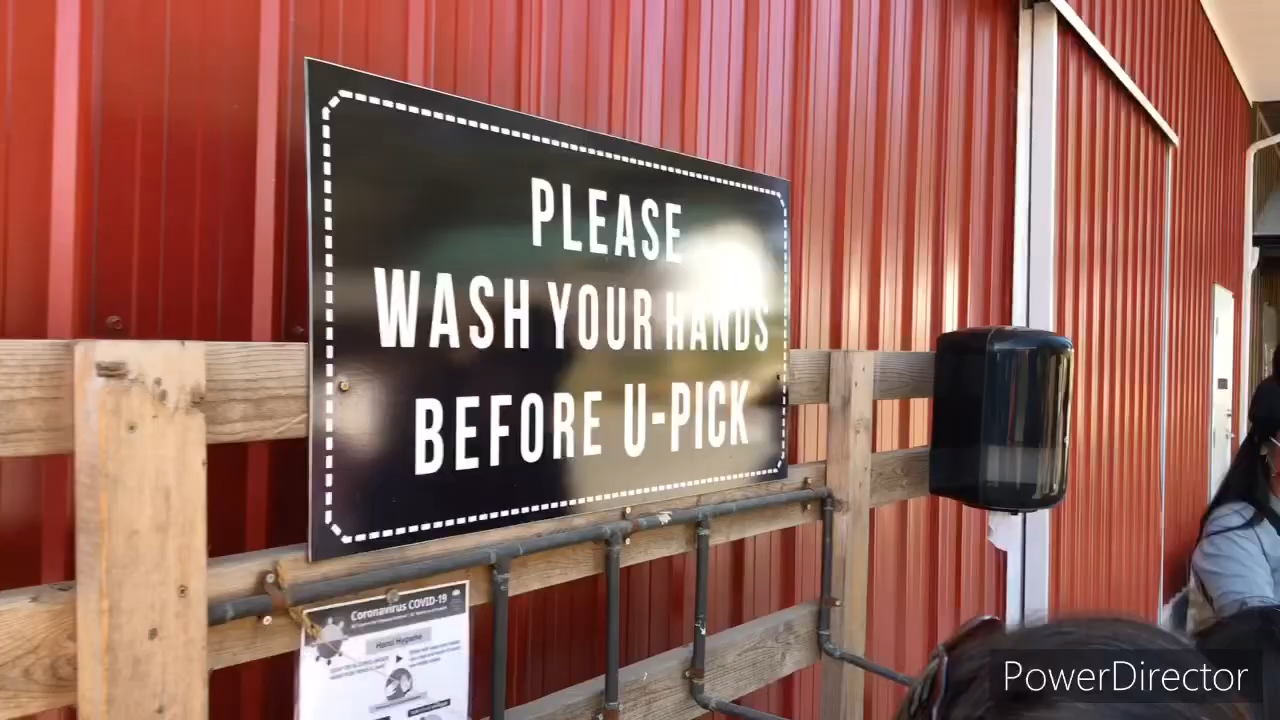 PLEASE
WASH YOUR HANDS
BEFORE U-PICK
Coronavirus COVID-19
Hand Hygiene
PowerDirector